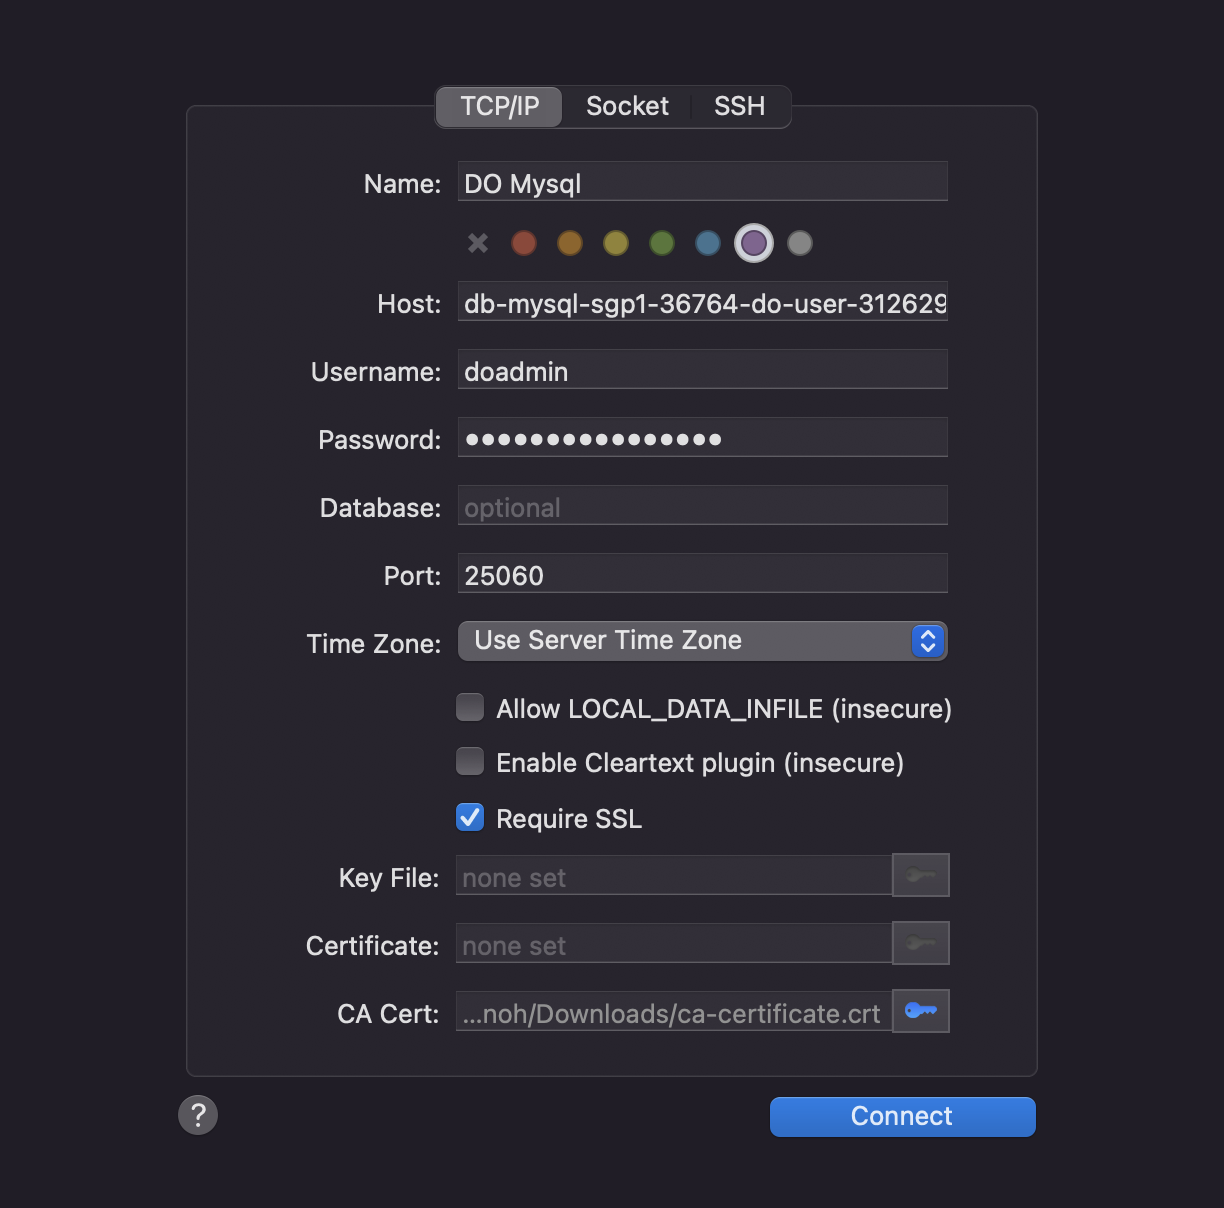 TCP/IP Socket SSH
Name: DO Mysql
Host: db-mysql-sgp1-36764-do-user-312629
Username: doadmin
Password: ●●●●●●●●●●●●●●●●
Database: optional
Port: 25060
Time Zone: Use Server Time Zone
Allow LOCAL_DATA_INFILE (insecure)
Enable Cleartext plugin (insecure)
Require SSL
Key File: none set
Certificate: none set
CA Cert: ...noh/Downloads/ca-certificate.crt
? Connect